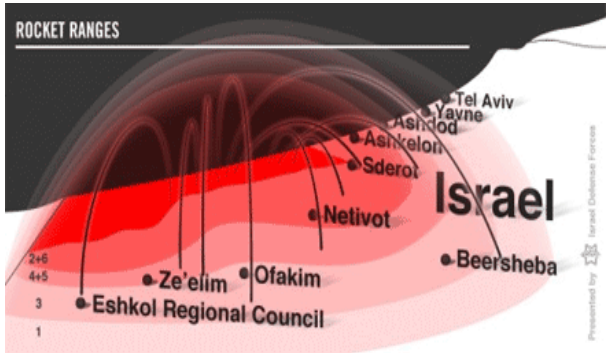 ROCKET RANGES
Tel Aviv
Yavne
Ashdod
Ashkelon
Sderot
Israel
Netivot
Beersheba
2+6
4+5
Ze'elim
Ofakim
3
Eshkol Regional Council
1
Presented by Israel Defense Forces